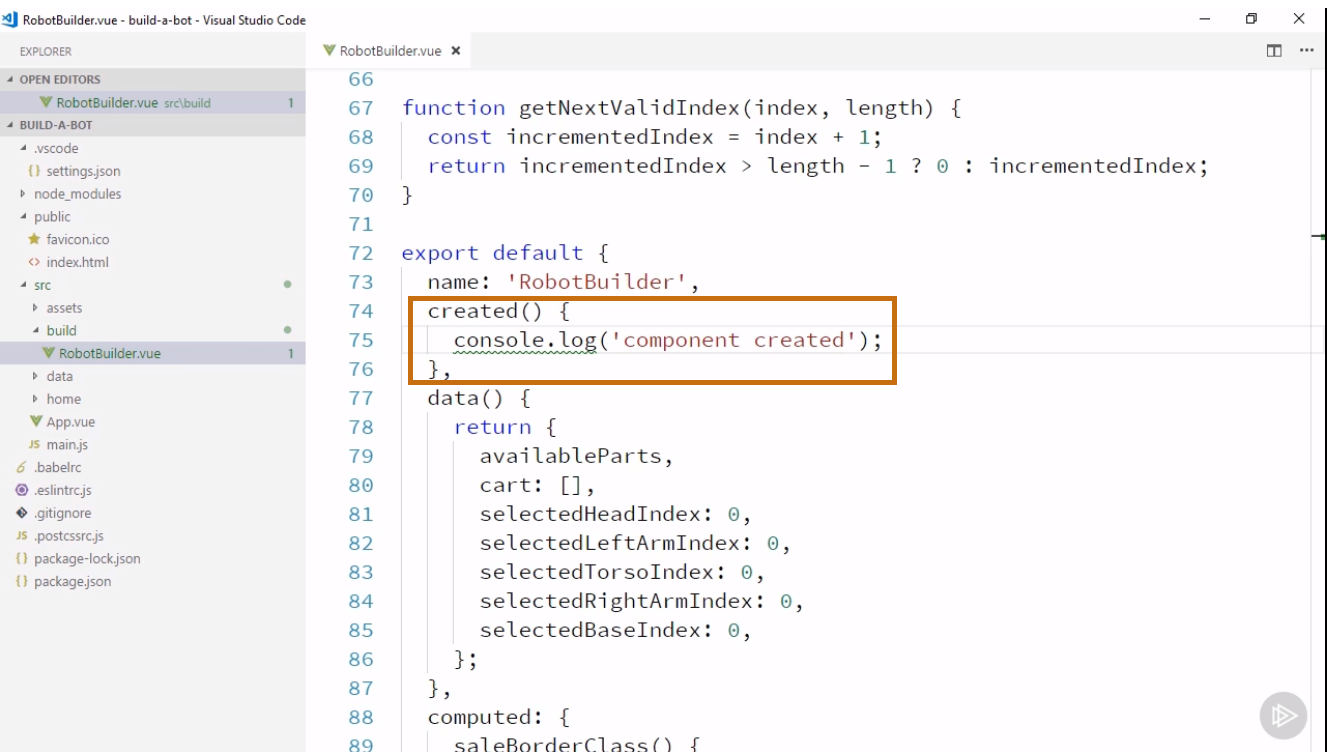 RobotBuilder.vue - build-a-bot - Visual Studio Code
EXPLORER
OPEN EDITORS
RobotBuilder.vue src\build 1
BUILD-A-BOT
.vscode
{} settings.json
node_modules
public
favicon.ico
<> index.html
src
assets
build
RobotBuilder.vue 1
data
home
App.vue
JS main.js
.babelrc
.eslintrc.js
.gitignore
JS .postcssrc.js
{} package-lock.json
{} package.json
RobotBuilder.vue
66
67 function getNextValidIndex(index, length) {
68   const incrementedIndex = index + 1;
69   return incrementedIndex > length - 1 ? 0 : incrementedIndex;
70 }
71
72 export default {
73   name: 'RobotBuilder',
74   created() {
75     console.log('component created');
76   },
77   data() {
78     return {
79       availableParts,
80       cart: [],
81       selectedHeadIndex: 0,
82       selectedLeftArmIndex: 0,
83       selectedTorsoIndex: 0,
84       selectedRightArmIndex: 0,
85       selectedBaseIndex: 0,
86     };
87   },
88   computed: {
89     saleBorderClass() {